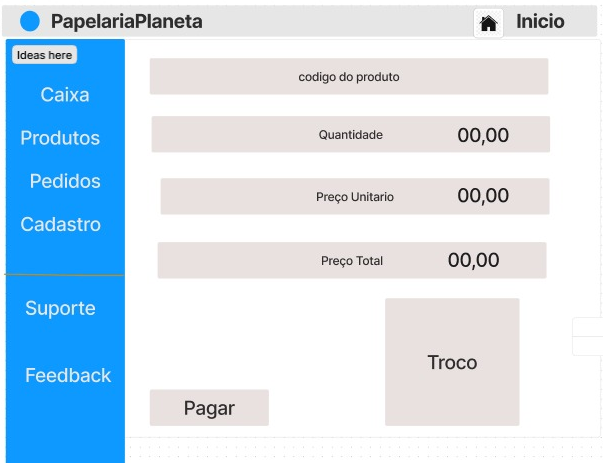 PapelariaPlaneta
Inicio
Ideas here
Caixa
Produtos
Pedidos
Cadastro
Suporte
Feedback
codigo do produto
Quantidade 00,00
Preço Unitario 00,00
Preço Total 00,00
Troco
Pagar